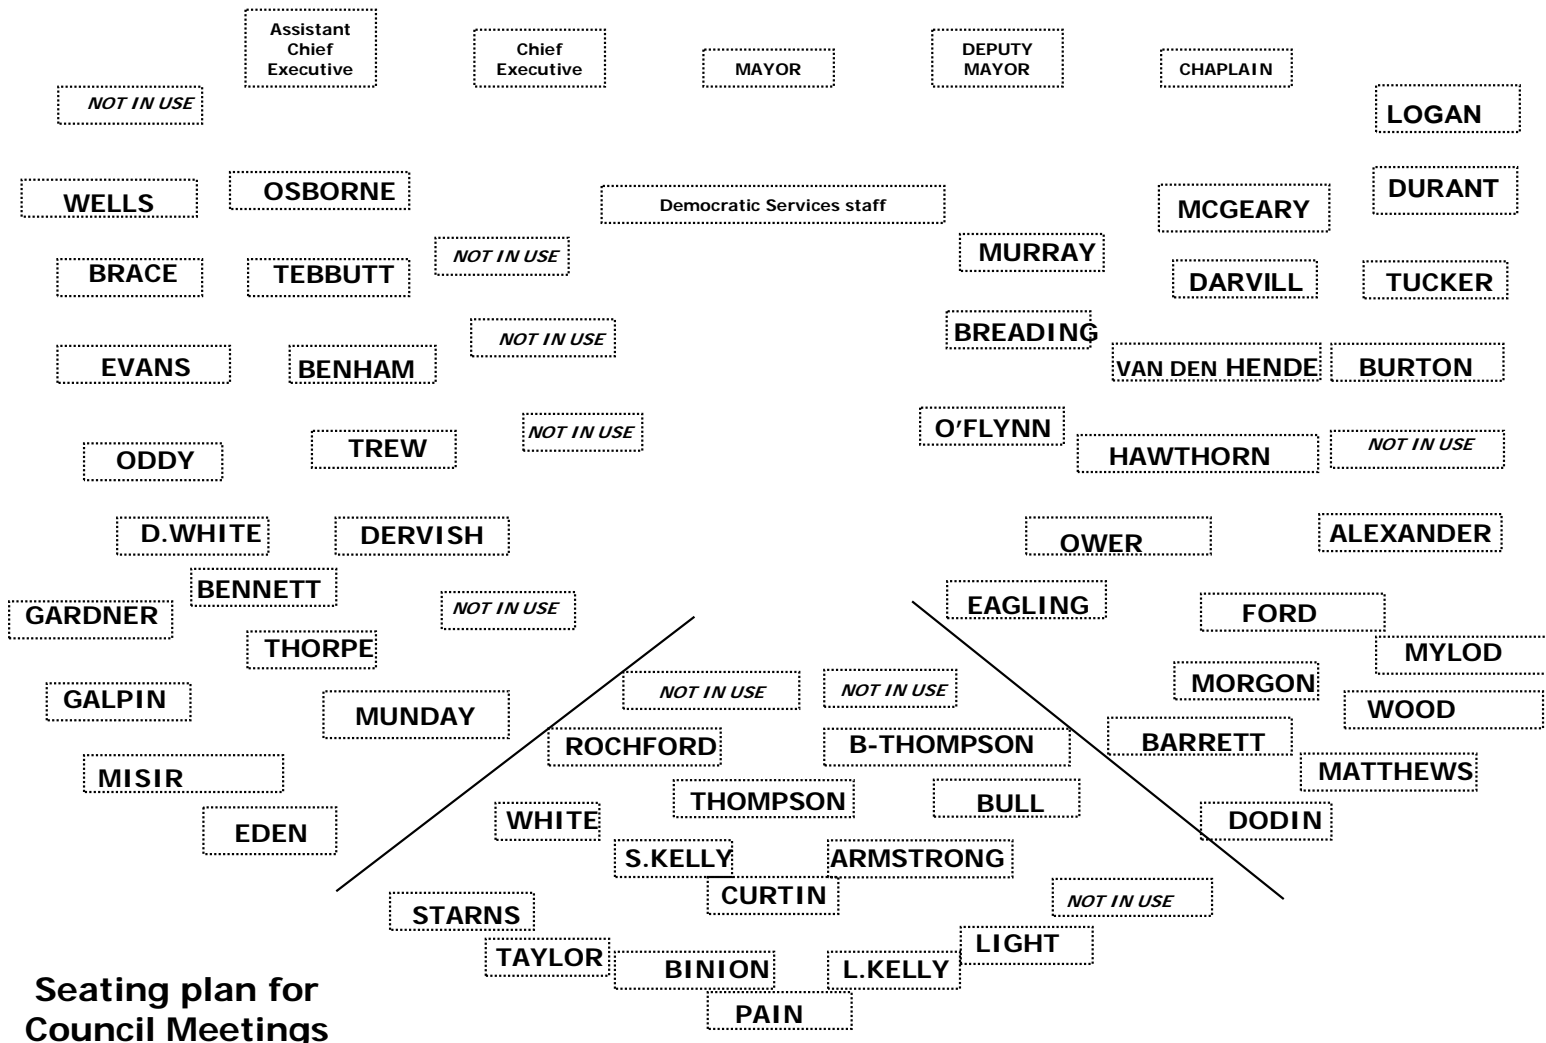 Assistant
Chief
Executive
Chief
Executive
MAYOR
DEPUTY
MAYOR
CHAPLAIN
NOT IN USE
LOGAN
WELLS
OSBORNE
Democratic Services staff
MCGEARY
DURANT
BRACE
TEBBUTT
NOT IN USE
MURRAY
DARVILL
TUCKER
NOT IN USE
BREADING
EVANS
BENHAM
VAN DEN HENDE
BURTON
ODDY
TREW
NOT IN USE
O'FLYNN
HAWTHORN
NOT IN USE
D.WHITE
DERVISH
OWER
ALEXANDER
BENNETT
GARDNER
NOT IN USE
EAGLING
FORD
THORPE
MYLOD
GALPIN
MUNDAY
NOT IN USE
NOT IN USE
MORGON
WOOD
ROCHFORD
B-THOMPSON
BARRETT
MISIR
MATTHEWS
THOMPSON
BULL
EDEN
WHITE
DODIN
S.KELLY
ARMSTRONG
CURTIN
NOT IN USE
STARNS
TAYLOR
LIGHT
BINION
L.KELLY
PAIN
Seating plan for
Council Meetings